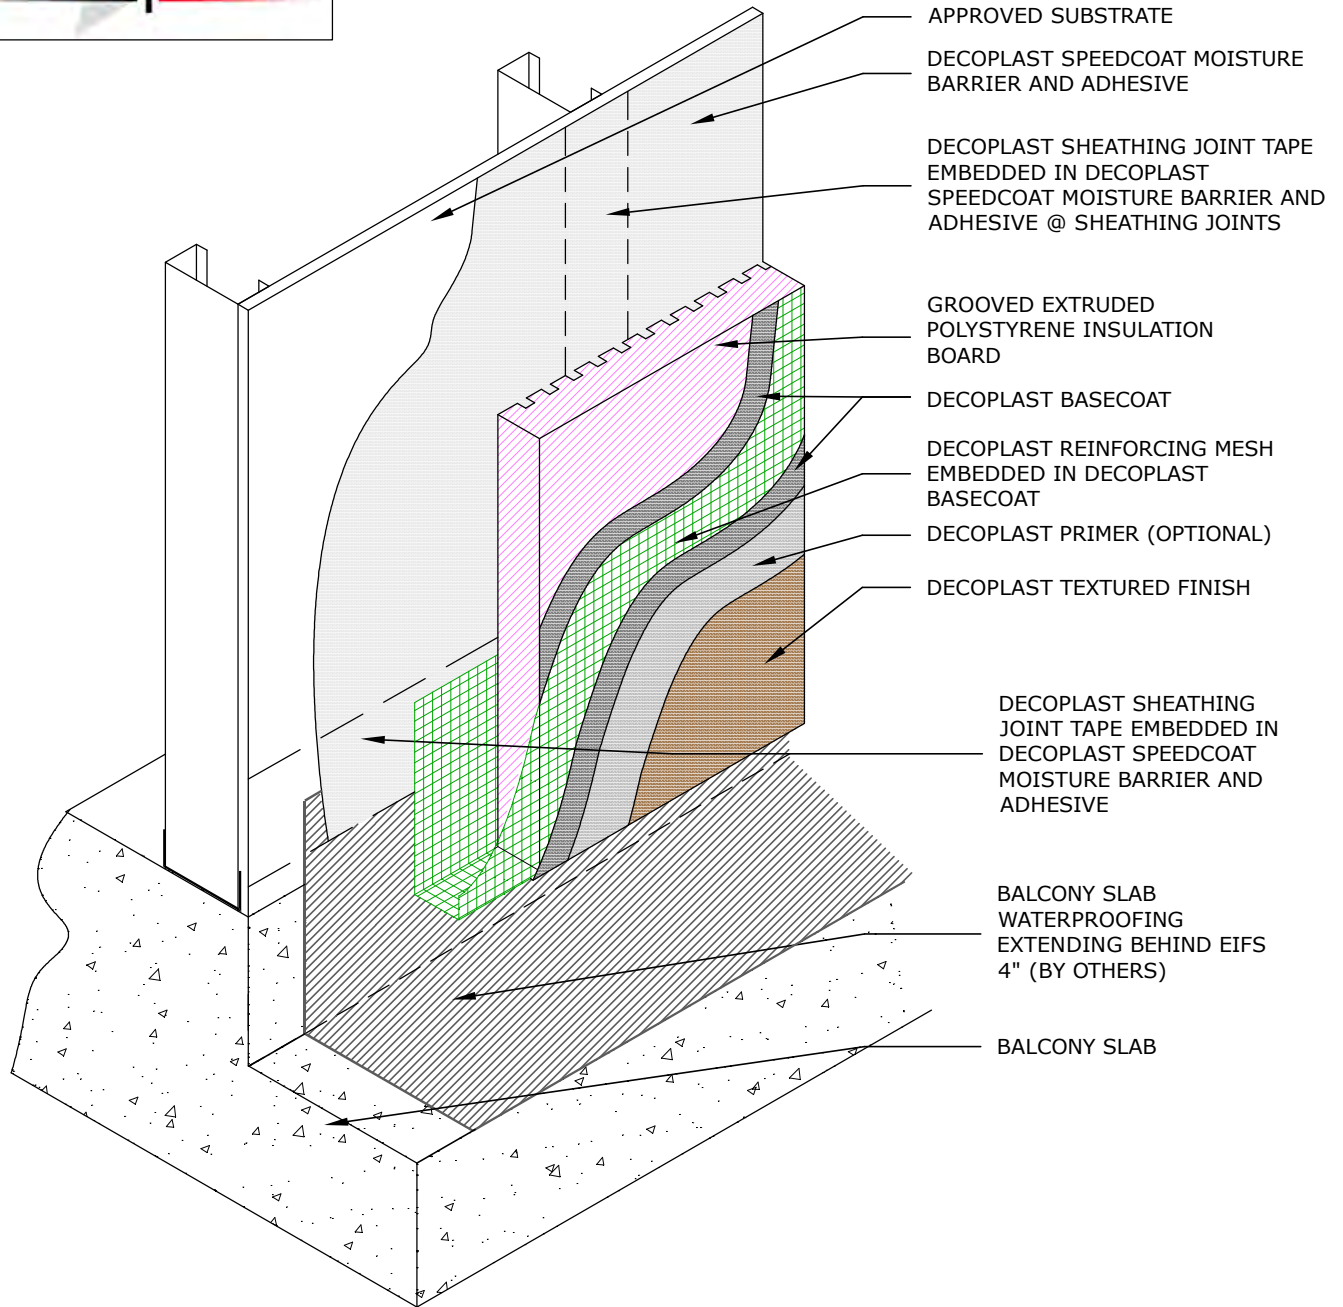 APPROVED SUBSTRATE
DECOPLAST SPEEDCOAT MOISTURE
BARRIER AND ADHESIVE
DECOPLAST SHEATHING JOINT TAPE
EMBEDDED IN DECOPLAST
SPEEDCOAT MOISTURE BARRIER AND
ADHESIVE @ SHEATHING JOINTS
GROOVED EXTRUDED
POLYSTYRENE INSULATION
BOARD
DECOPLAST BASECOAT
DECOPLAST REINFORCING MESH
EMBEDDED IN DECOPLAST
BASECOAT
DECOPLAST PRIMER (OPTIONAL)
DECOPLAST TEXTURED FINISH
DECOPLAST SHEATHING
JOINT TAPE EMBEDDED IN
DECOPLAST SPEEDCOAT
MOISTURE BARRIER AND
ADHESIVE
BALCONY SLAB
WATERPROOFING
EXTENDING BEHIND EIFS
4" (BY OTHERS)
BALCONY SLAB